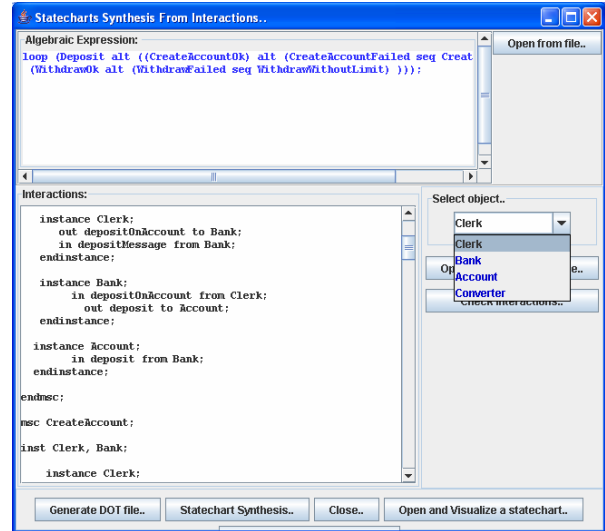 Statecharts Synthesis From Interactions..
Algebraic Expression:
Open from file..
loop (Deposit alt ((CreateAccountOk) alt (CreateAccountFailed seq Creat
(WithdrawOk alt (WithdrawFailed seq WithdrawWithoutLimit) )));
Interactions:
instance Clerk;
out depositOnAccount to Bank;
in depositMessage from Bank;
endinstance;
instance Bank;
in depositOnAccount from Clerk;
out deposit to Account;
endinstance;
instance Account;
in deposit from Bank;
endinstance;
endmsc;
msc CreateAccount;
inst Clerk, Bank;
instance Clerk;
Select object..
Clerk
Clerk
Bank
Account
Converter
Op e..
Check interactions..
Generate DOT file..
Statechart Synthesis..
Close..
Open and Visualize a statechart..